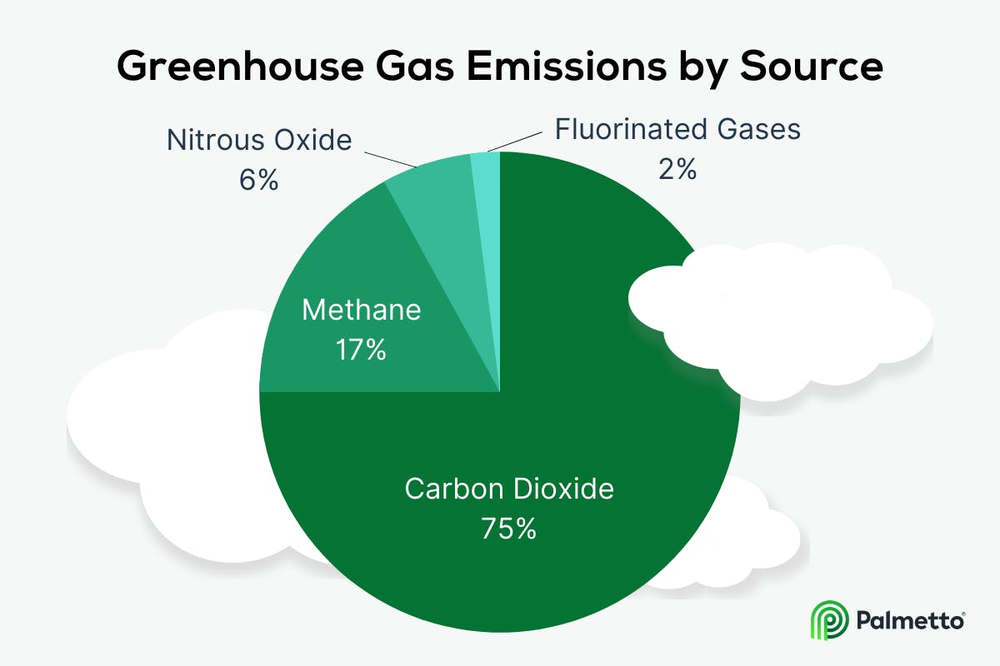 Greenhouse Gas Emissions by Source
Nitrous Oxide
6%
Fluorinated Gases
2%
Methane
17%
Carbon Dioxide
75%
Palmetto®